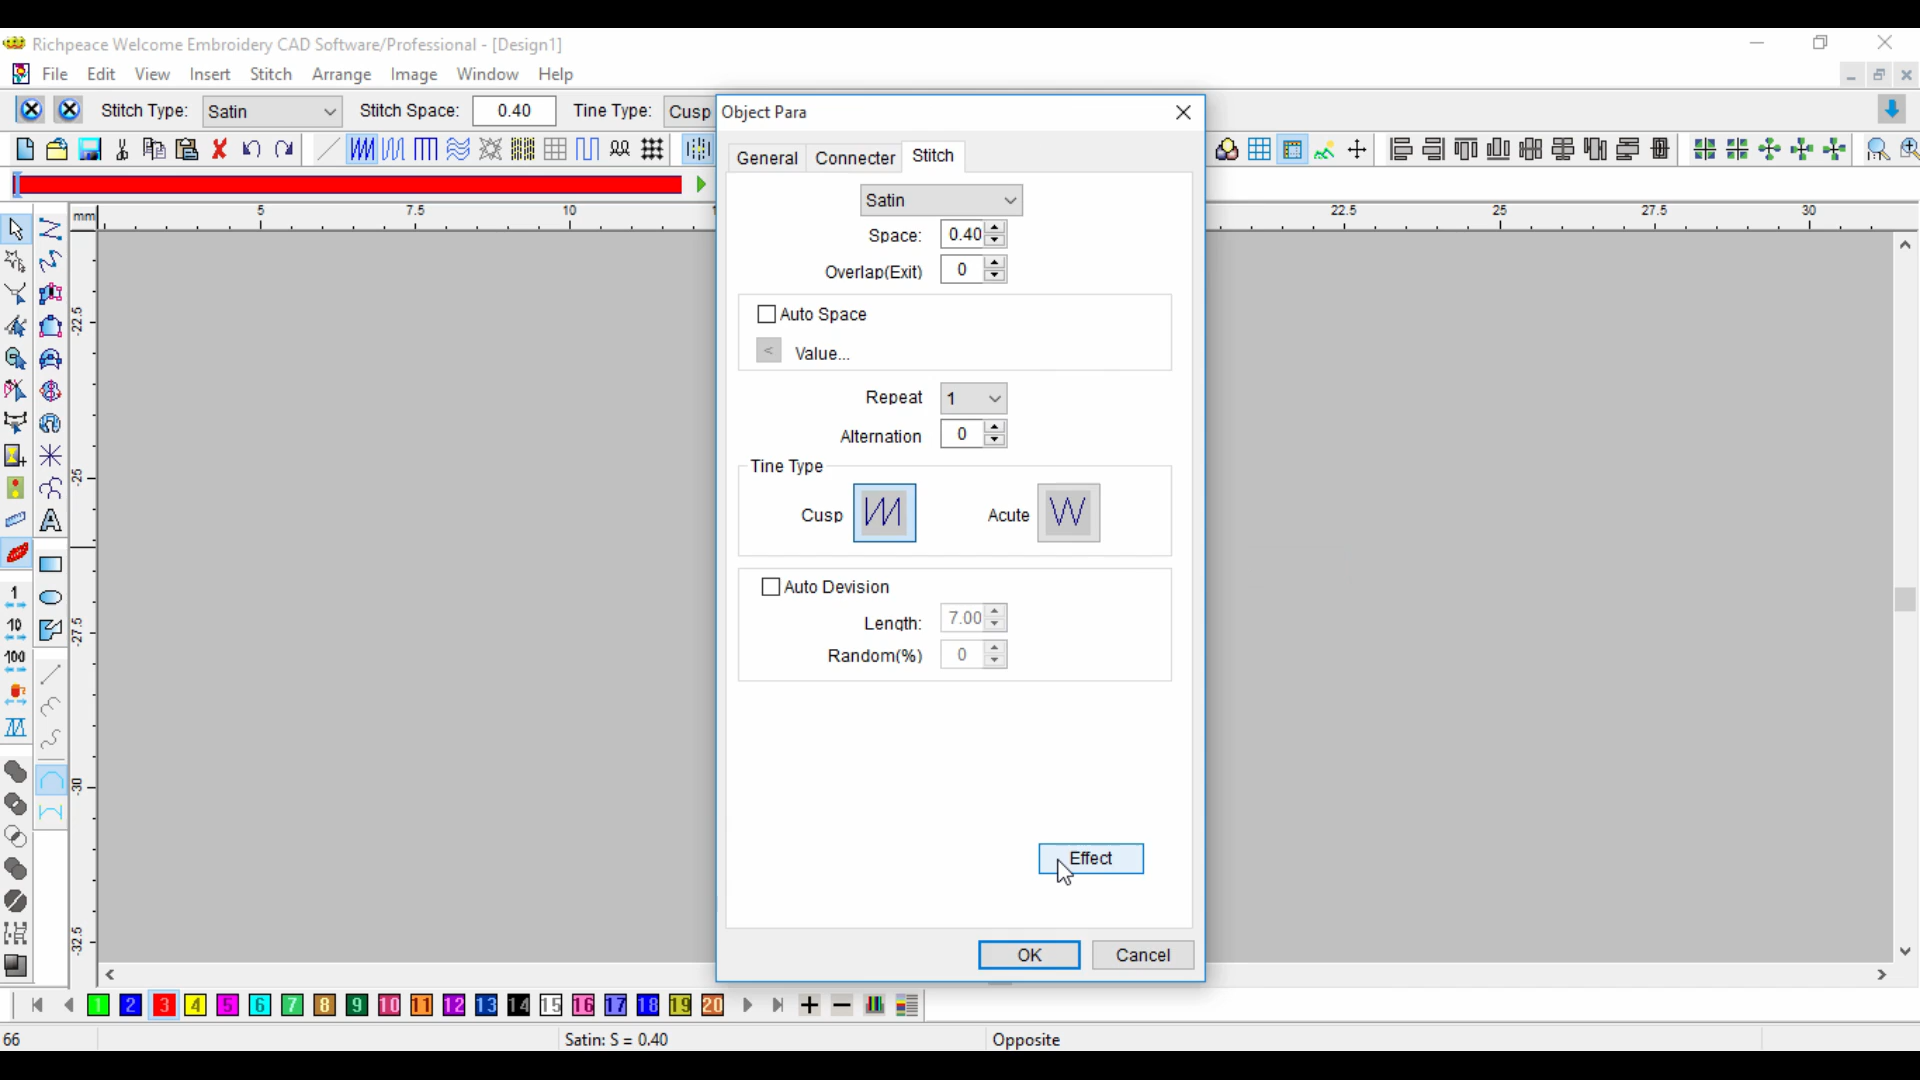 Richpeace Welcome Embroidery CAD Software/Professional - [Design1]
File Edit View Insert Stitch Arrange Image Window Help
Stitch Type: Satin Stitch Space: 0.40 Tine Type: Cusp
Object Para
General Connecter Stitch
Satin
Space: 0.40
Overlap(Exit) 0
Auto Space
< Value...
Repeat 1
Alternation 0
Tine Type
Cusp Acute
Auto Devision
Length: 7.00
Random(%) 0
Effect
OK Cancel
mm 5 7.5 10 22.5 25 27.5 30
-22.5
-25
-27.5
-30
-32.5
1
10
100
1 2 3 4 5 6 7 8 9 10 11 12 13 14 15 16 17 18 19 20
66 Satin: S = 0.40 Opposite